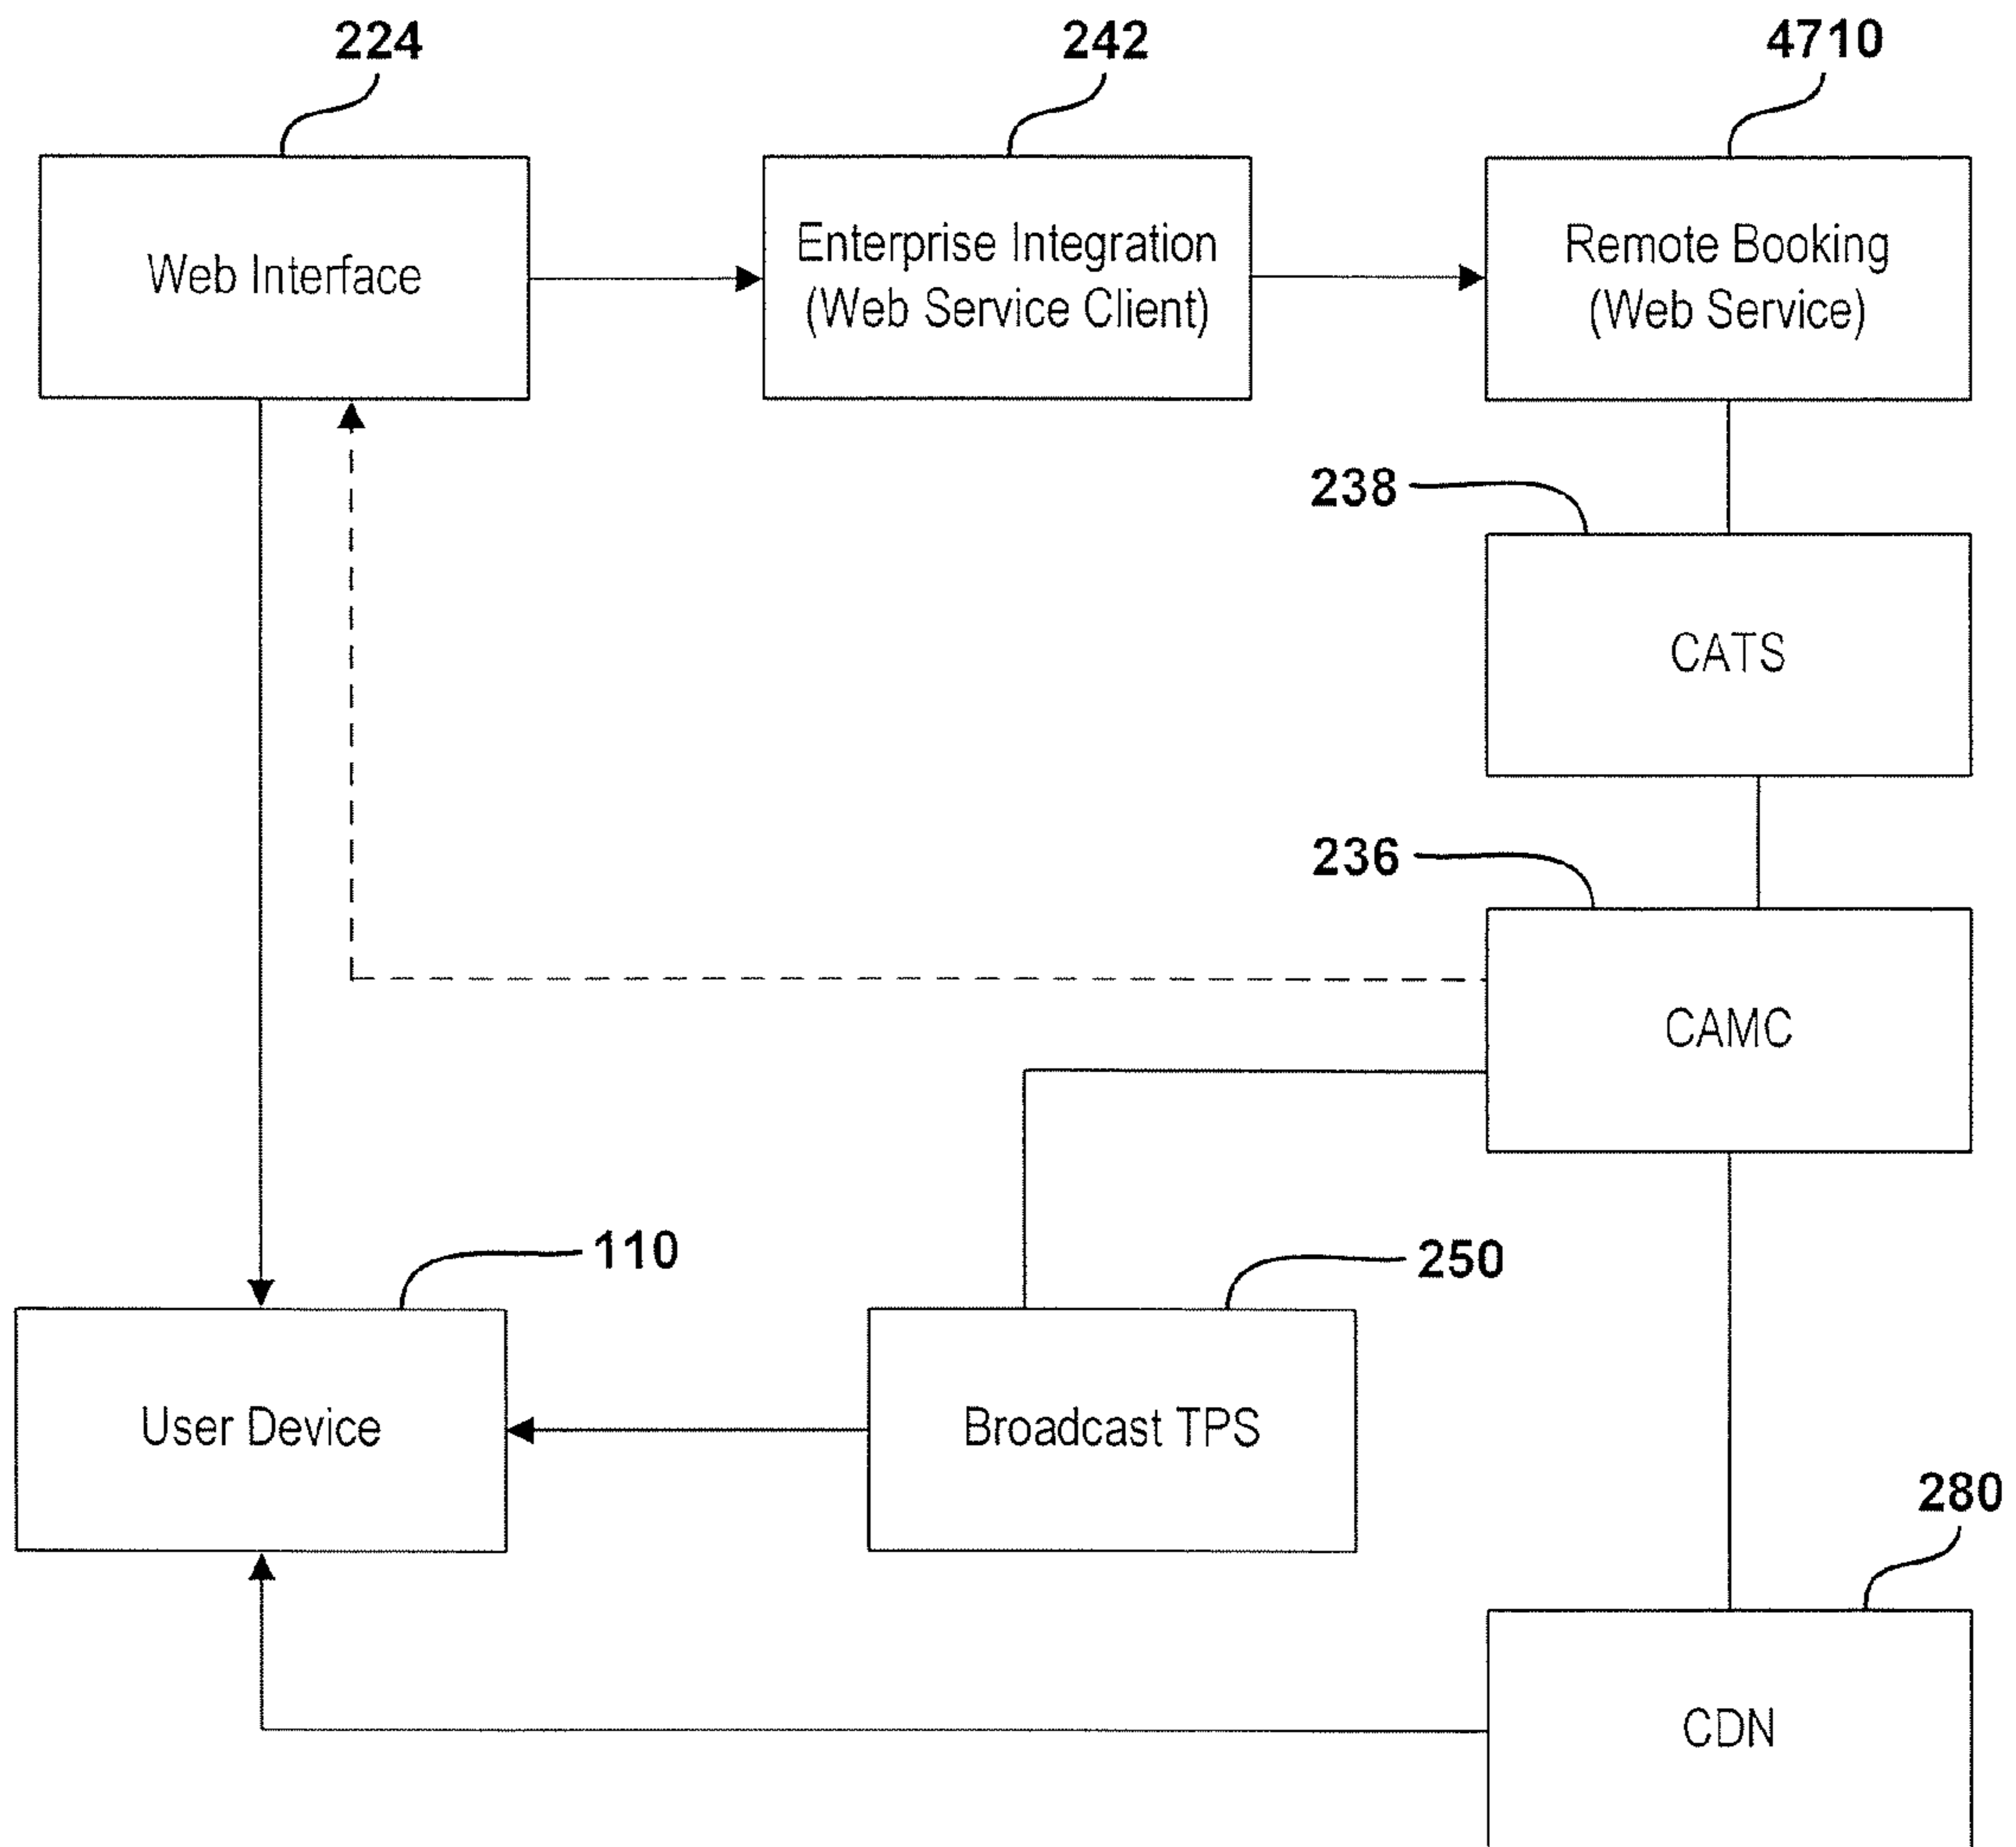 224
242
4710
Web Interface
Enterprise Integration
(Web Service Client)
Remote Booking
(Web Service)
238
CATS
236
CAMC
110
250
User Device
Broadcast TPS
280
CDN